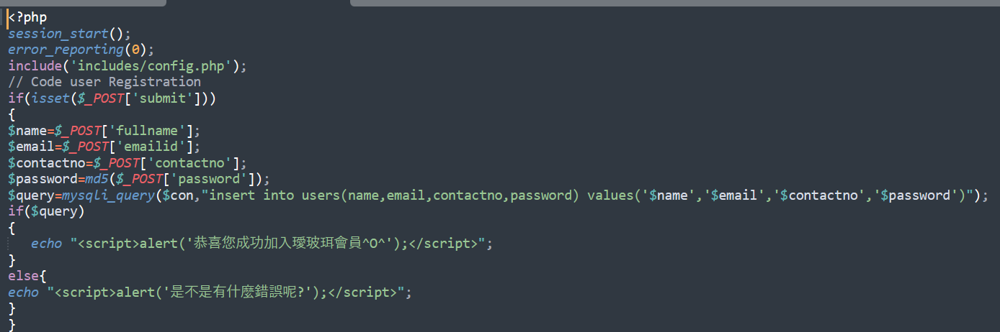 <?php
session_start();
error_reporting(0);
include('includes/config.php');
// Code user Registration
if(isset($_POST['submit']))
{
$name=$_POST['fullname'];
$email=$_POST['emailid'];
$contactno=$_POST['contactno'];
$password=md5($_POST['password']);
$query=mysqli_query($con,"insert into users(name,email,contactno,password) values('$name','$email','$contactno','$password')");
if($query)
{
   echo "<script>alert('恭喜您成功加入璦玻珥會員^O^');</script>";
}
else{
echo "<script>alert('是不是有什麼錯誤呢?');</script>";
}
}